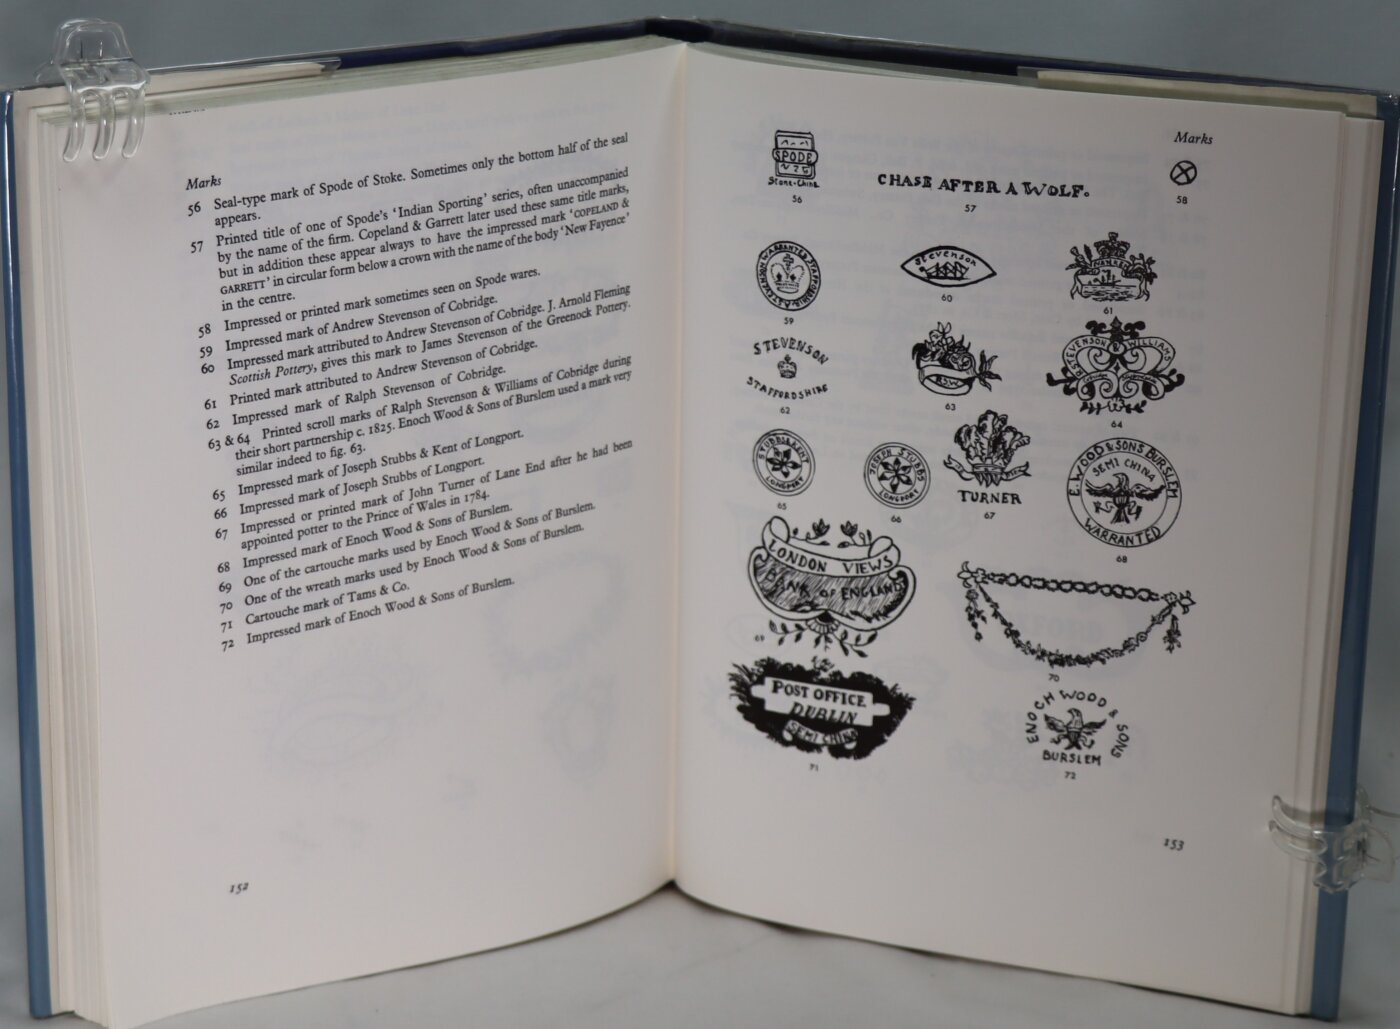 Marks
56 Seal-type mark of Spode of Stoke. Sometimes only the bottom half of the seal
appears.
57 Printed title of one of Spode's 'Indian Sporting' series, often unaccompanied
by the name of the firm. Copeland & Garrett later used these same title marks,
but in addition these appear always to have the impressed mark 'COPELAND &
GARRETT' in circular form below a crown with the name of the body 'New Fayence'
in the centre.
58 Impressed or printed mark sometimes seen on Spode wares.
59 Impressed mark of Andrew Stevenson of Cobridge.
60 Impressed mark attributed to Andrew Stevenson of Cobridge. J. Arnold Fleming
Scottish Pottery, gives this mark to James Stevenson of the Greenock Pottery.
61 Printed mark attributed to Andrew Stevenson of Cobridge.
62 Impressed mark of Ralph Stevenson of Cobridge.
63 & 64 Printed scroll marks of Ralph Stevenson & Williams of Cobridge during
their short partnership c. 1825. Enoch Wood & Sons of Burslem used a mark very
similar indeed to fig. 63.
65 Impressed mark of Joseph Stubbs & Kent of Longport.
66 Impressed mark of Joseph Stubbs of Longport.
67 Impressed or printed mark of John Turner of Lane End after he had been
appointed potter to the Prince of Wales in 1784.
68 Impressed mark of Enoch Wood & Sons of Burslem.
69 One of the cartouche marks used by Enoch Wood & Sons of Burslem.
70 One of the wreath marks used by Enoch Wood & Sons of Burslem.
71 Cartouche mark of Tams & Co.
72 Impressed mark of Enoch Wood & Sons of Burslem.
152
Marks
SPODE
Stone-China
56
CHASE AFTER A WOLF.
57
58
A STEVENSON WARRANTED STAFFORDSHIRE
59
Stevenson
60
61
STEVENSON
STAFFORDSHIRE
62
RSW
63
R STEVENSON & WILLIAMS
64
STUBBS & KENT
LONGPORT
65
JOSEPH STUBBS
LONGPORT
66
TURNER
67
E. WOOD & SONS BURSLEM
SEMI CHINA
WARRANTED
68
LONDON VIEWS
BANK OF ENGLAND
69
70
POST OFFICE
DUBLIN
SEMI CHINA
71
ENOCH WOOD & SONS
BURSLEM
72
153